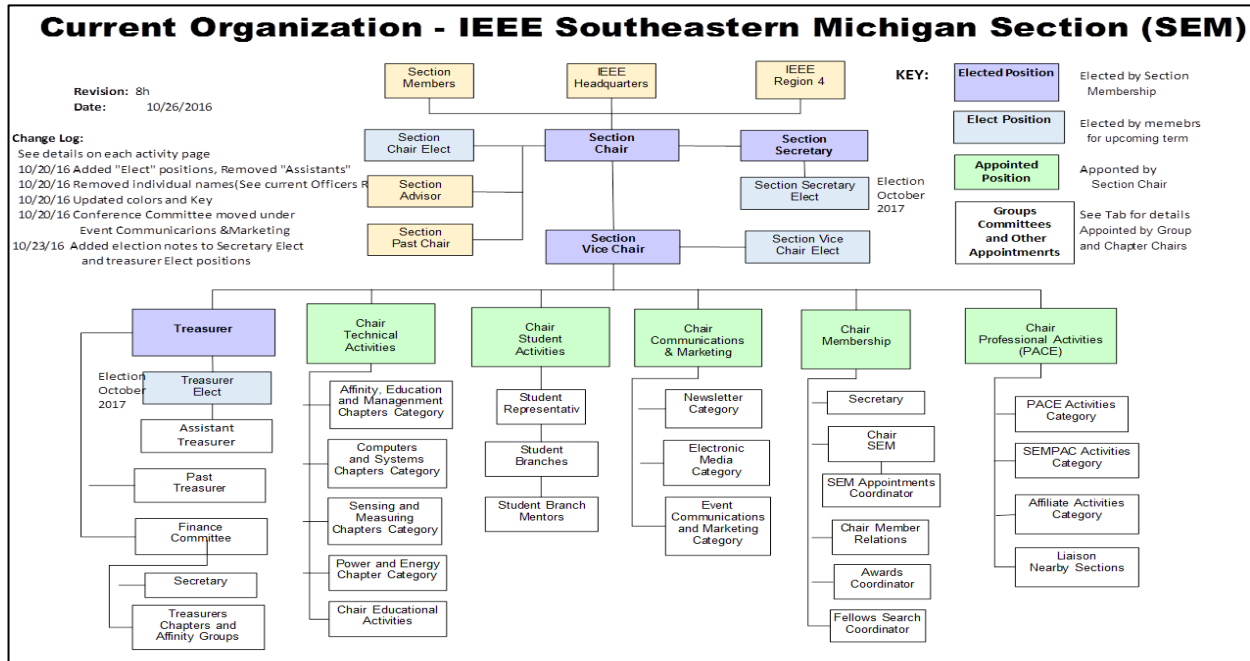 Current Organization - IEEE Southeastern Michigan Section (SEM)
Revision: 8h
Date: 10/26/2016
Change Log:
See details on each activity page
10/20/16 Added "Elect" positions, Removed "Assistants"
10/20/16 Removed individual names(See current Officers R
10/20/16 Updated colors and Key
10/20/16 Conference Committee moved under
Event Communicarions &Marketing
10/23/16 Added election notes to Secretary Elect
and treasurer Elect positions
Section
Members
IEEE
Headquarters
IEEE
Region 4
KEY:
Elected Position
Elected by Section
Membership
Elect Position
Elected by memebrs
for upcoming term
Appointed
Position
Apponted by
Section Chair
Groups
Committees
and Other
Appointmenrts
See Tab for details
Appointed by Group
and Chapter Chairs
Section
Chair Elect
Section
Chair
Section
Secretary
Section
Advisor
Section Secretary
Elect
Election
October
2017
Section
Past Chair
Section
Vice Chair
Section Vice
Chair Elect
Treasurer
Election
October
2017
Treasurer
Elect
Assistant
Treasurer
Past
Treasurer
Finance
Committee
Secretary
Treasurers
Chapters and
Affinity Groups
Chair
Technical
Activities
Affinity, Education
and Managenment
Chapters Category
Computers
and Systems
Chapters Category
Sensing and
Measuring
Chapters Category
Power and Energy
Chapter Category
Chair Educational
Activities
Chair
Student
Activities
Student
Representativ
Student
Branches
Student Branch
Mentors
Chair
Communications
& Marketing
Newsletter
Category
Electronic
Media
Category
Event
Communications
and Marketing
Category
Chair
Membership
Secretary
Chair
SEM
SEM Appointments
Coordinator
Chair Member
Relations
Awards
Coordinator
Fellows Search
Coordinator
Chair
Professional Activities
(PACE)
PACE Activities
Category
SEMPAC Activities
Category
Affiliate Activities
Category
Liaison
Nearby Sections